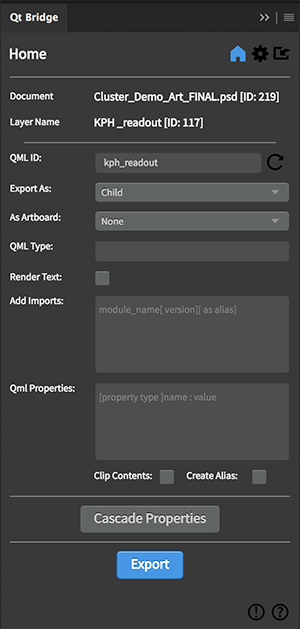 Qt Bridge
Home
Document Cluster_Demo_Art_FINAL.psd [ID: 219]
Layer Name KPH _readout [ID: 117]
QML ID: kph_readout
Export As: Child
As Artboard: None
QML Type:
Render Text:
Add Imports: module_name[ version][ as alias]
Qml Properties: [property type ]name : value
Clip Contents: Create Alias:
Cascade Properties
Export